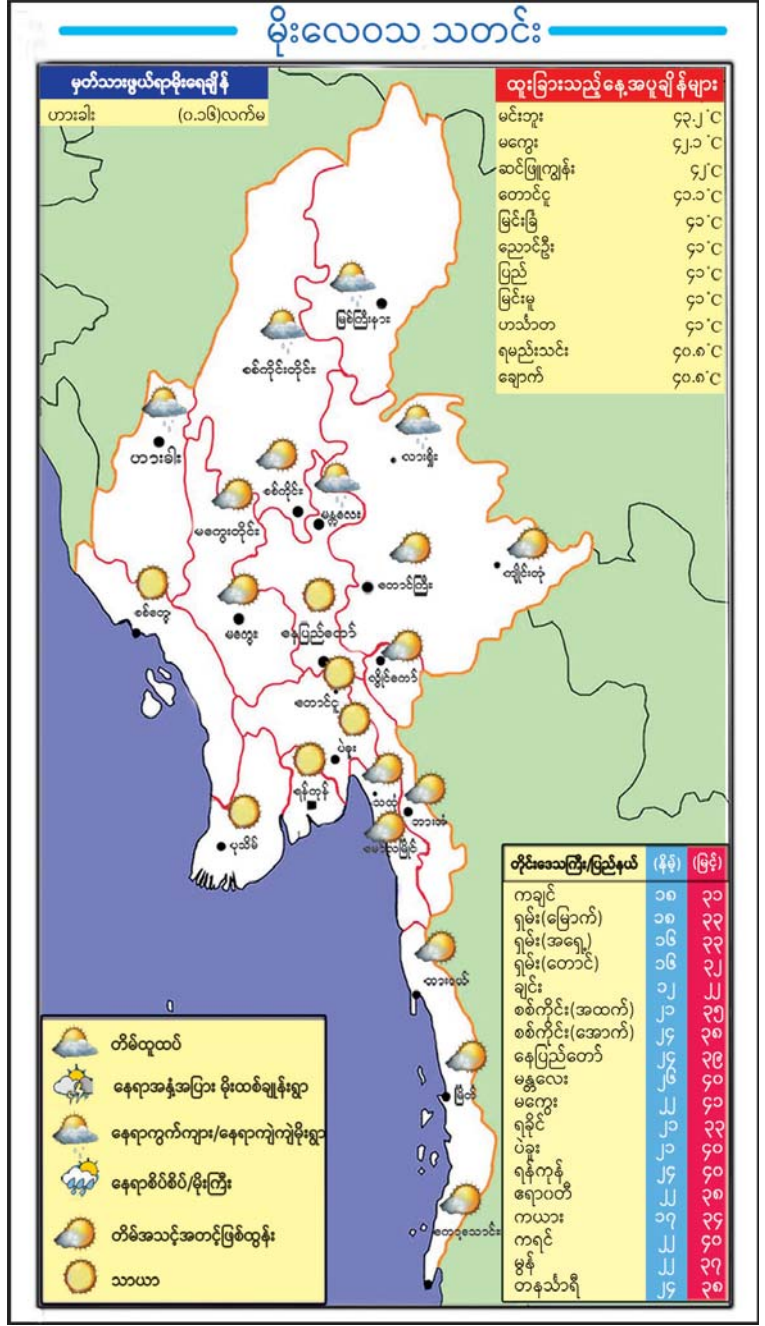 မိုးလေဝသ သတင်း
မှတ်သားဖွယ်ရာမိုးရေချိန်
ဟားခါး (၀.၁၆)လက်မ
ထူးခြားသည့်နေ့အပူချိန်များ
မင်းဘူး ၄၃.၂°C
မကွေး ၄၂.၁°C
ဆင်ဖြူကျွန်း ၄၂°C
တောင်ငူ ၄၁.၁°C
မြင်းခြံ ၄၁°C
ညောင်ဦး ၄၁°C
ပြည် ၄၁°C
မြင်းမူ ၄၁°C
ဟင်္သာတ ၄၁°C
ရမည်းသင်း ၄၀.၈°C
ချောက် ၄၀.၈°C
မြစ်ကြီးနား
စစ်ကိုင်းတိုင်း
ဟားခါး
လားရှိုး
စစ်ကိုင်း
မန္တလေး
မကွေးတိုင်း
တောင်ကြီး
ကျိုင်းတုံ
စစ်တွေ
မကွေး
နေပြည်တော်
လွိုင်ကော်
တောင်ငူ
ပဲခူး
ရန်ကုန်
သထုံ
ဘားအံ
ပုသိမ်
မော်လမြိုင်
ထားဝယ်
မြိတ်
ကော့သောင်း
တိမ်ထူထပ်
နေရာအနှံ့အပြား မိုးထစ်ချုန်းရွာ
နေရာကွက်ကျား/နေရာကျဲကျဲမိုးရွာ
နေရာစိပ်စိပ်/မိုးကြီး
တိမ်အသင့်အတင့်ဖြစ်ထွန်း
သာယာ
တိုင်းဒေသကြီး/ပြည်နယ် (နိမ့်) (မြင့်)
ကချင် ၁၈ ၃၁
ရှမ်း(မြောက်) ၁၈ ၃၃
ရှမ်း(အရှေ့) ၁၆ ၃၃
ရှမ်း(တောင်) ၁၆ ၃၂
ချင်း ၁၂ ၂၂
စစ်ကိုင်း(အထက်) ၂၁ ၃၅
စစ်ကိုင်း(အောက်) ၂၄ ၃၈
နေပြည်တော် ၂၄ ၃၉
မန္တလေး ၂၆ ၄၀
မကွေး ၂၂ ၄၁
ရခိုင် ၂၁ ၃၃
ပဲခူး ၂၁ ၄၀
ရန်ကုန် ၂၄ ၄၀
ဧရာဝတီ ၂၂ ၃၈
ကယား ၁၇ ၃၄
ကရင် ၂၂ ၄၀
မွန် ၂၂ ၃၇
တနင်္သာရီ ၂၄ ၃၈